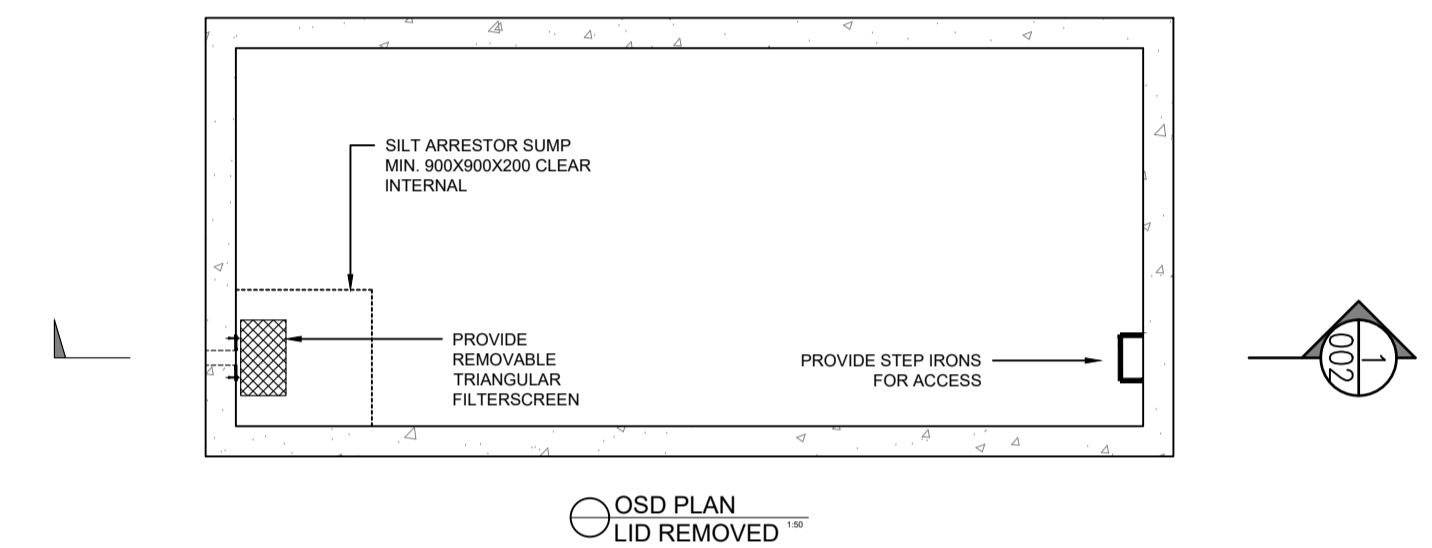 SILT ARRESTOR SUMP
MIN. 900X900X200 CLEAR
INTERNAL
PROVIDE
REMOVABLE
TRIANGULAR
FILTERSCREEN
PROVIDE STEP IRONS
FOR ACCESS
1
002
OSD PLAN
LID REMOVED 1:50